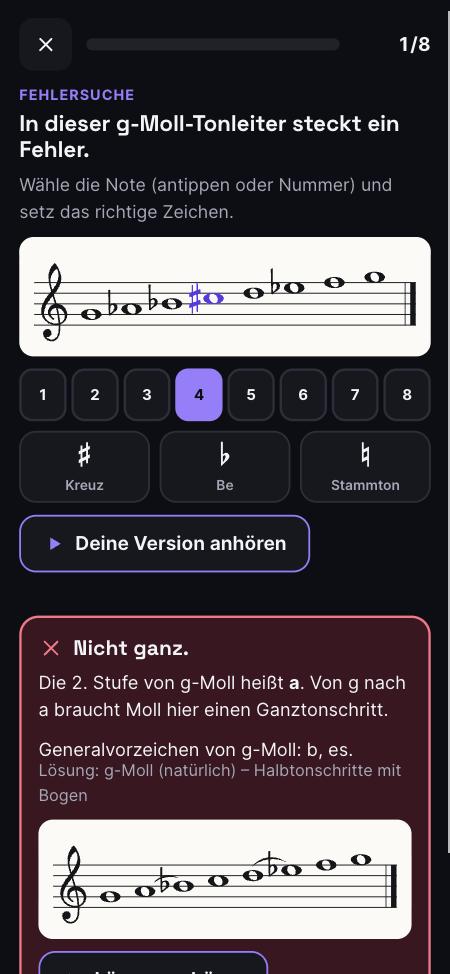 1/8
FEHLERSUCHE
In dieser g-Moll-Tonleiter steckt ein
Fehler.
Wähle die Note (antippen oder Nummer) und
setz das richtige Zeichen.
1 2 3 4 5 6 7 8
Kreuz Be Stammton
Deine Version anhören
Nicht ganz.
Die 2. Stufe von g-Moll heißt a. Von g nach
a braucht Moll hier einen Ganztonschritt.
Generalvorzeichen von g-Moll: b, es.
Lösung: g-Moll (natürlich) – Halbtonschritte mit
Bogen